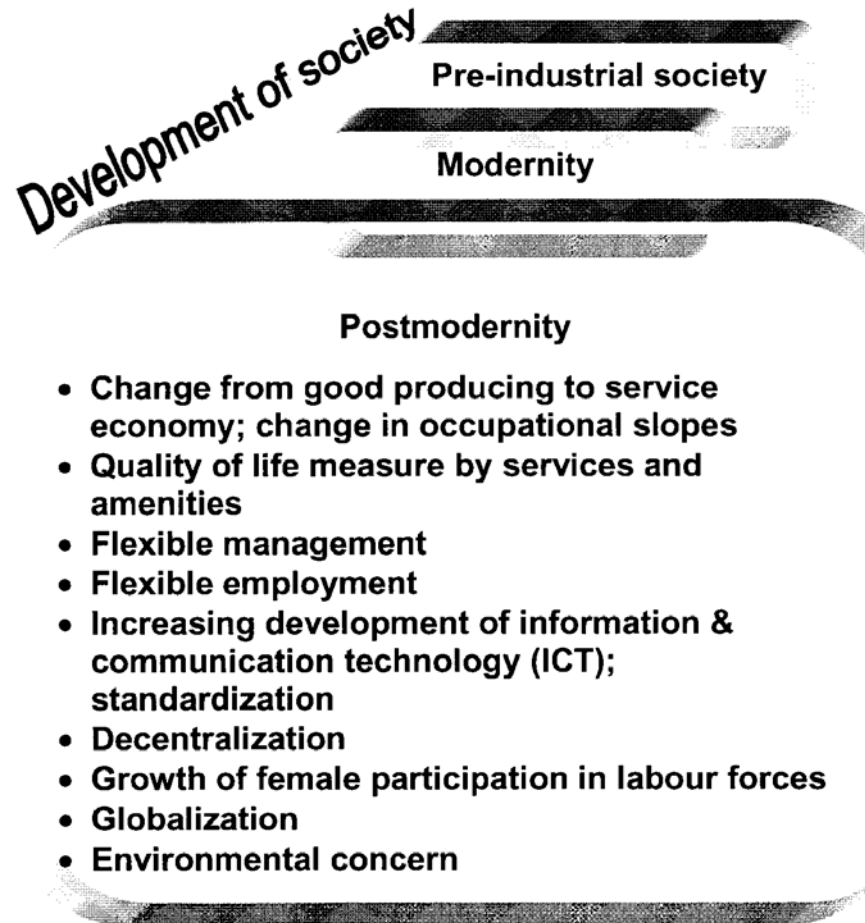 Development of society
Pre-industrial society
Modernity
Postmodernity
• Change from good producing to service
economy; change in occupational slopes
• Quality of life measure by services and
amenities
• Flexible management
• Flexible employment
• Increasing development of information &
communication technology (ICT);
standardization
• Decentralization
• Growth of female participation in labour forces
• Globalization
• Environmental concern